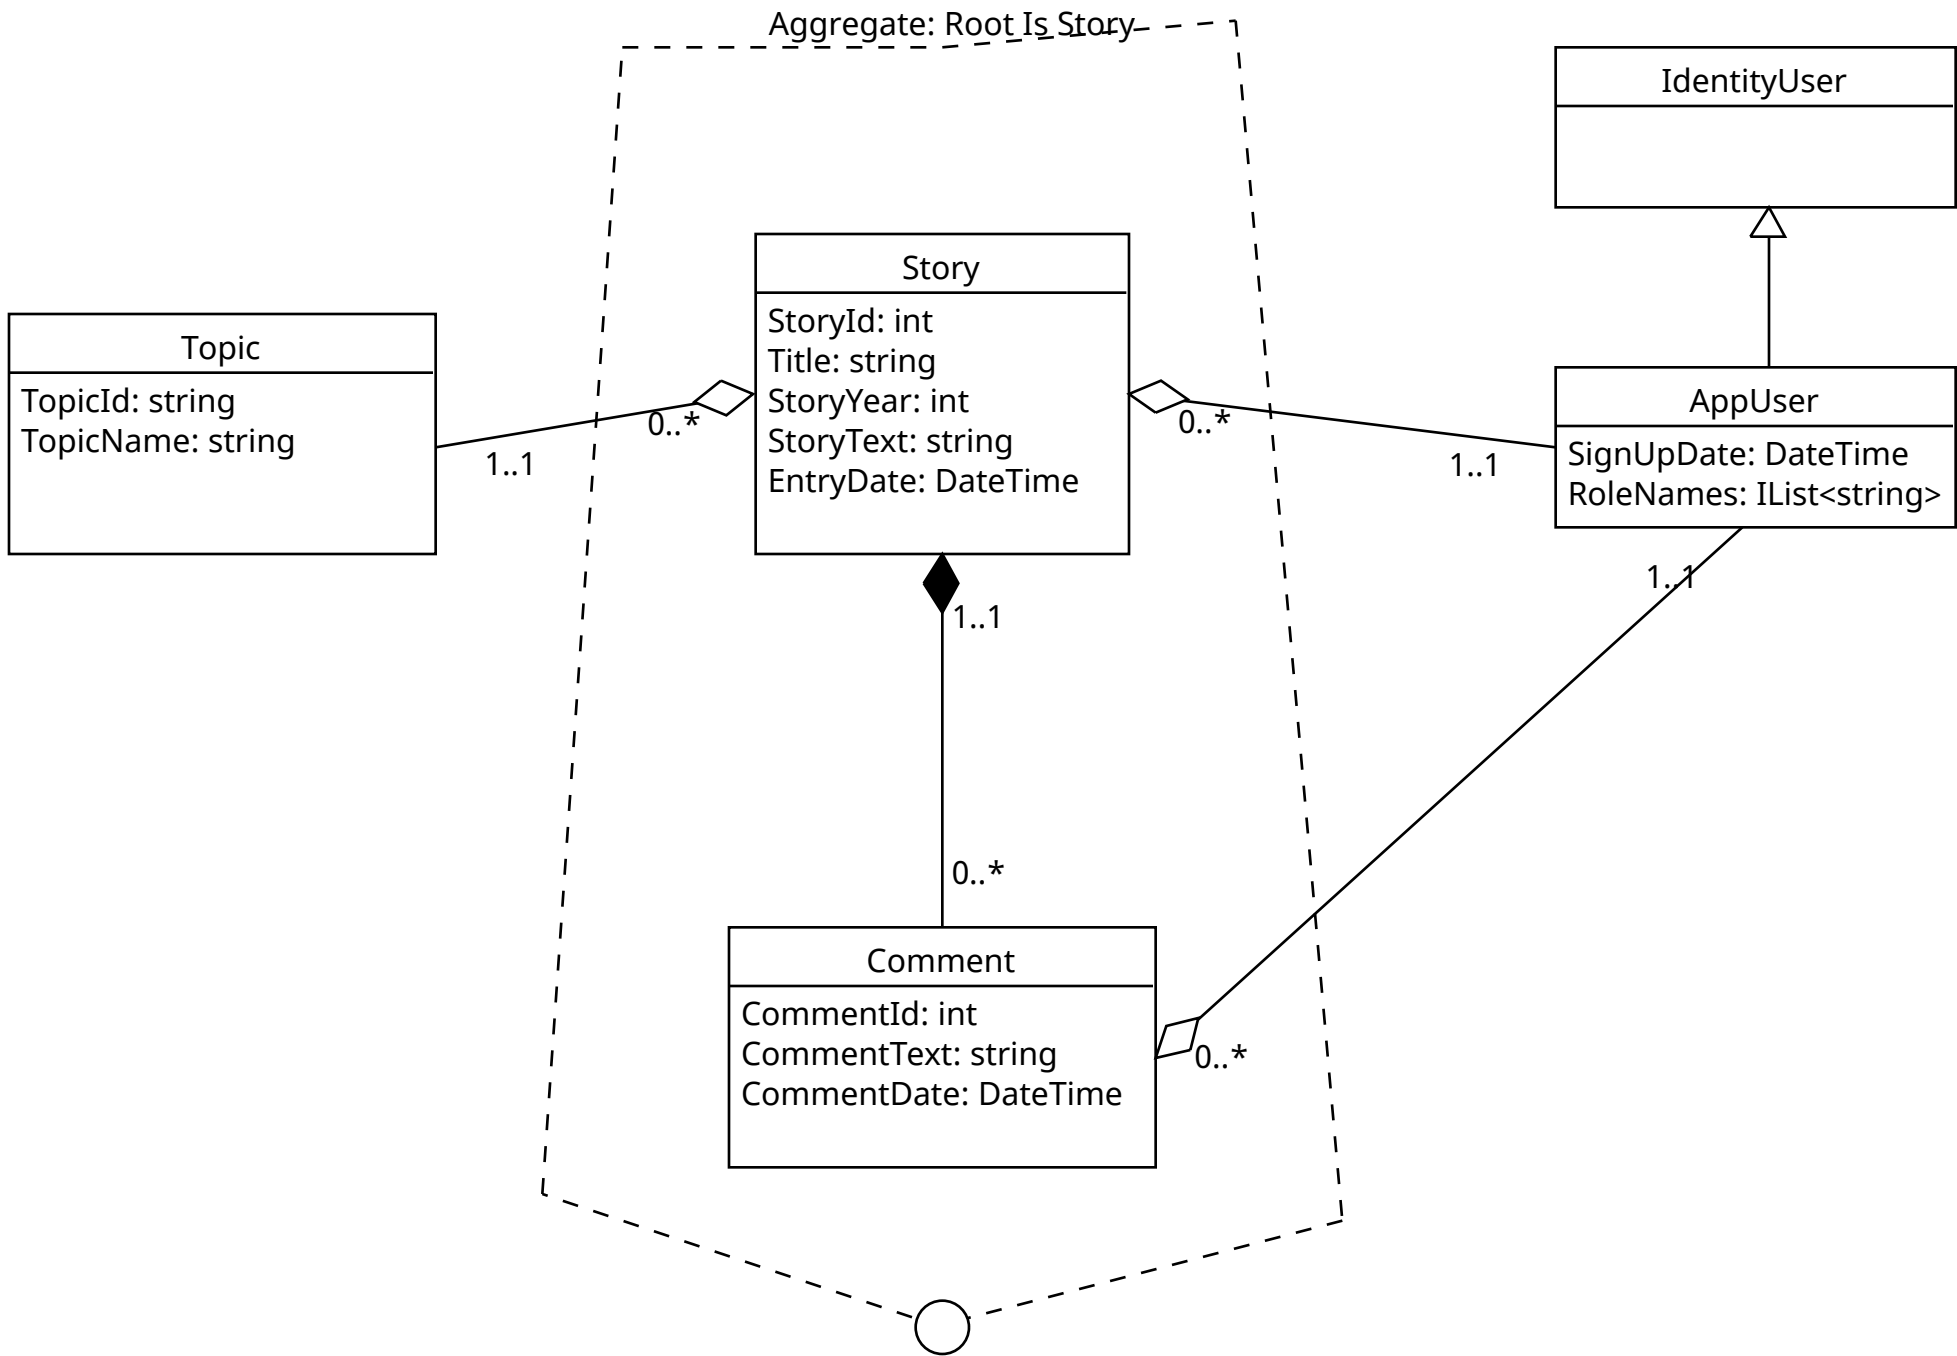 Aggregate: Root Is Story
IdentityUser
Story
StoryId: int
Title: string
StoryYear: int
StoryText: string
EntryDate: DateTime
Topic
TopicId: string
TopicName: string
AppUser
SignUpDate: DateTime
RoleNames: IList<string>
1..1
0..*
0..*
1..1
1..1
1..1
0..*
Comment
CommentId: int
CommentText: string
CommentDate: DateTime
0..*